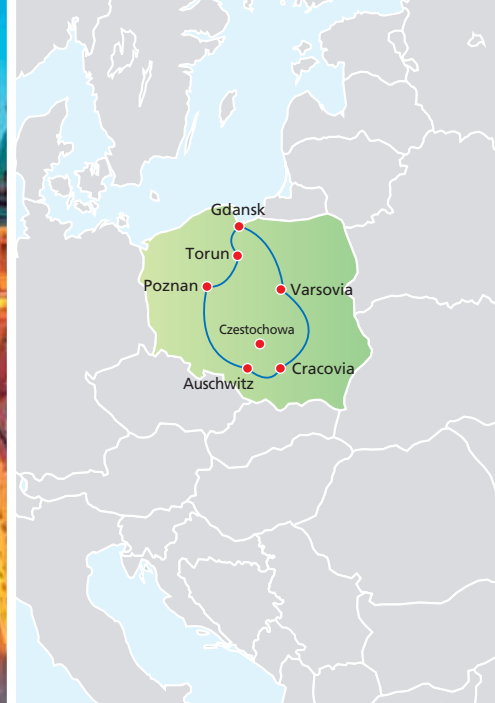 Gdansk
Torun
Poznan
Varsovia
Czestochowa
Auschwitz
Cracovia